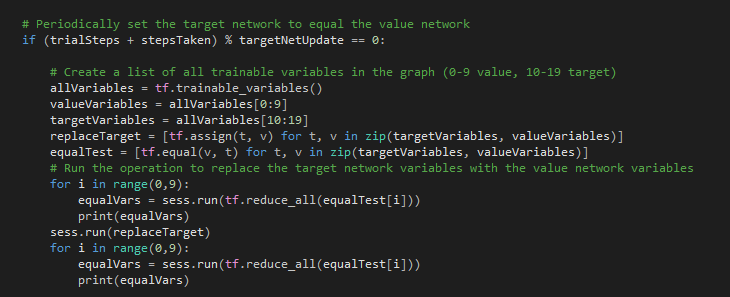 # Periodically set the target network to equal the value network
if (trialSteps + stepsTaken) % targetNetUpdate == 0:
# Create a list of all trainable variables in the graph (0-9 value, 10-19 target)
allVariables = tf.trainable_variables()
valueVariables = allVariables[0:9]
targetVariables = allVariables[10:19]
replaceTarget = [tf.assign(t, v) for t, v in zip(targetVariables, valueVariables)]
equalTest = [tf.equal(v, t) for t, v in zip(targetVariables, valueVariables)]
# Run the operation to replace the target network variables with the value network variables
for i in range(0,9):
equalVars = sess.run(tf.reduce_all(equalTest[i]))
print(equalVars)
sess.run(replaceTarget)
for i in range(0,9):
equalVars = sess.run(tf.reduce_all(equalTest[i]))
print(equalVars)